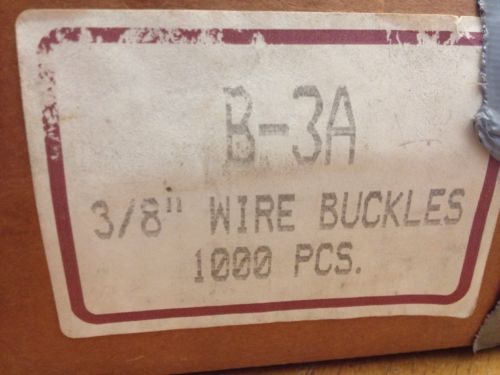 B-3A
3/8" WIRE BUCKLES
1000 PCS.